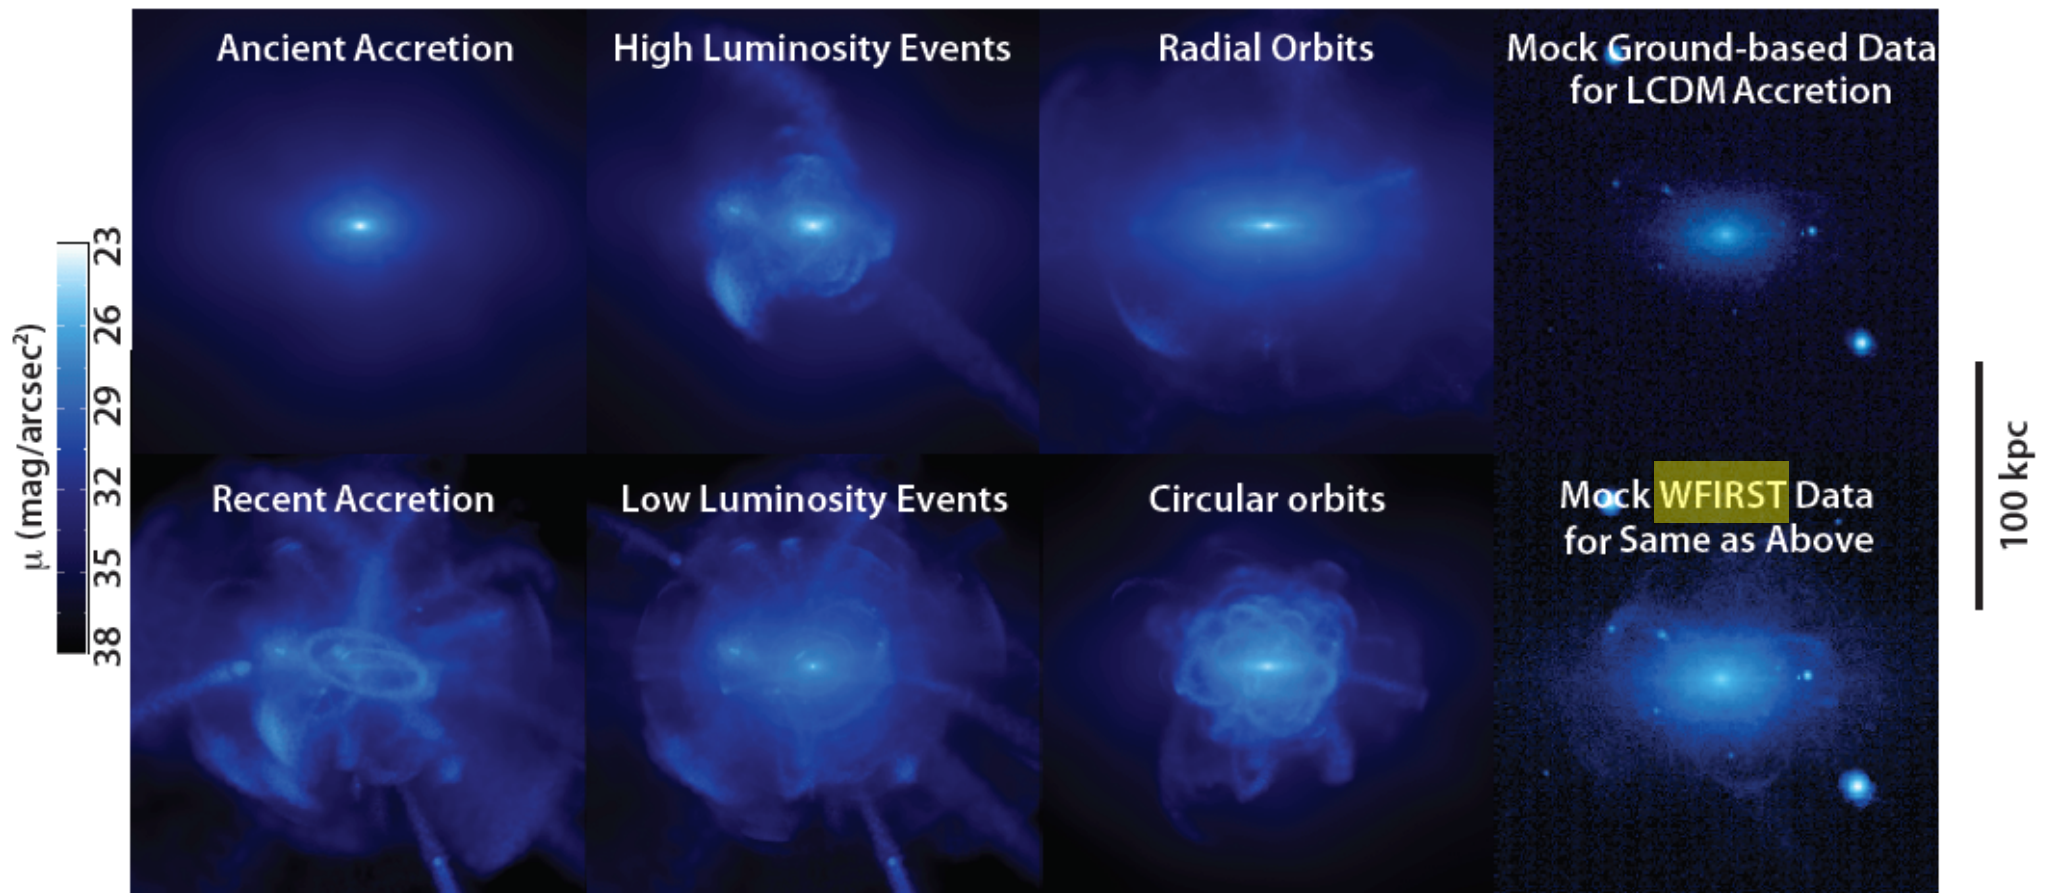 Ancient Accretion
High Luminosity Events
Radial Orbits
Mock Ground-based Data
for LCDM Accretion
Recent Accretion
Low Luminosity Events
Circular orbits
Mock WFIRST Data
for Same as Above
μ (mag/arcsec²)
23
26
29
32
35
38
100 kpc